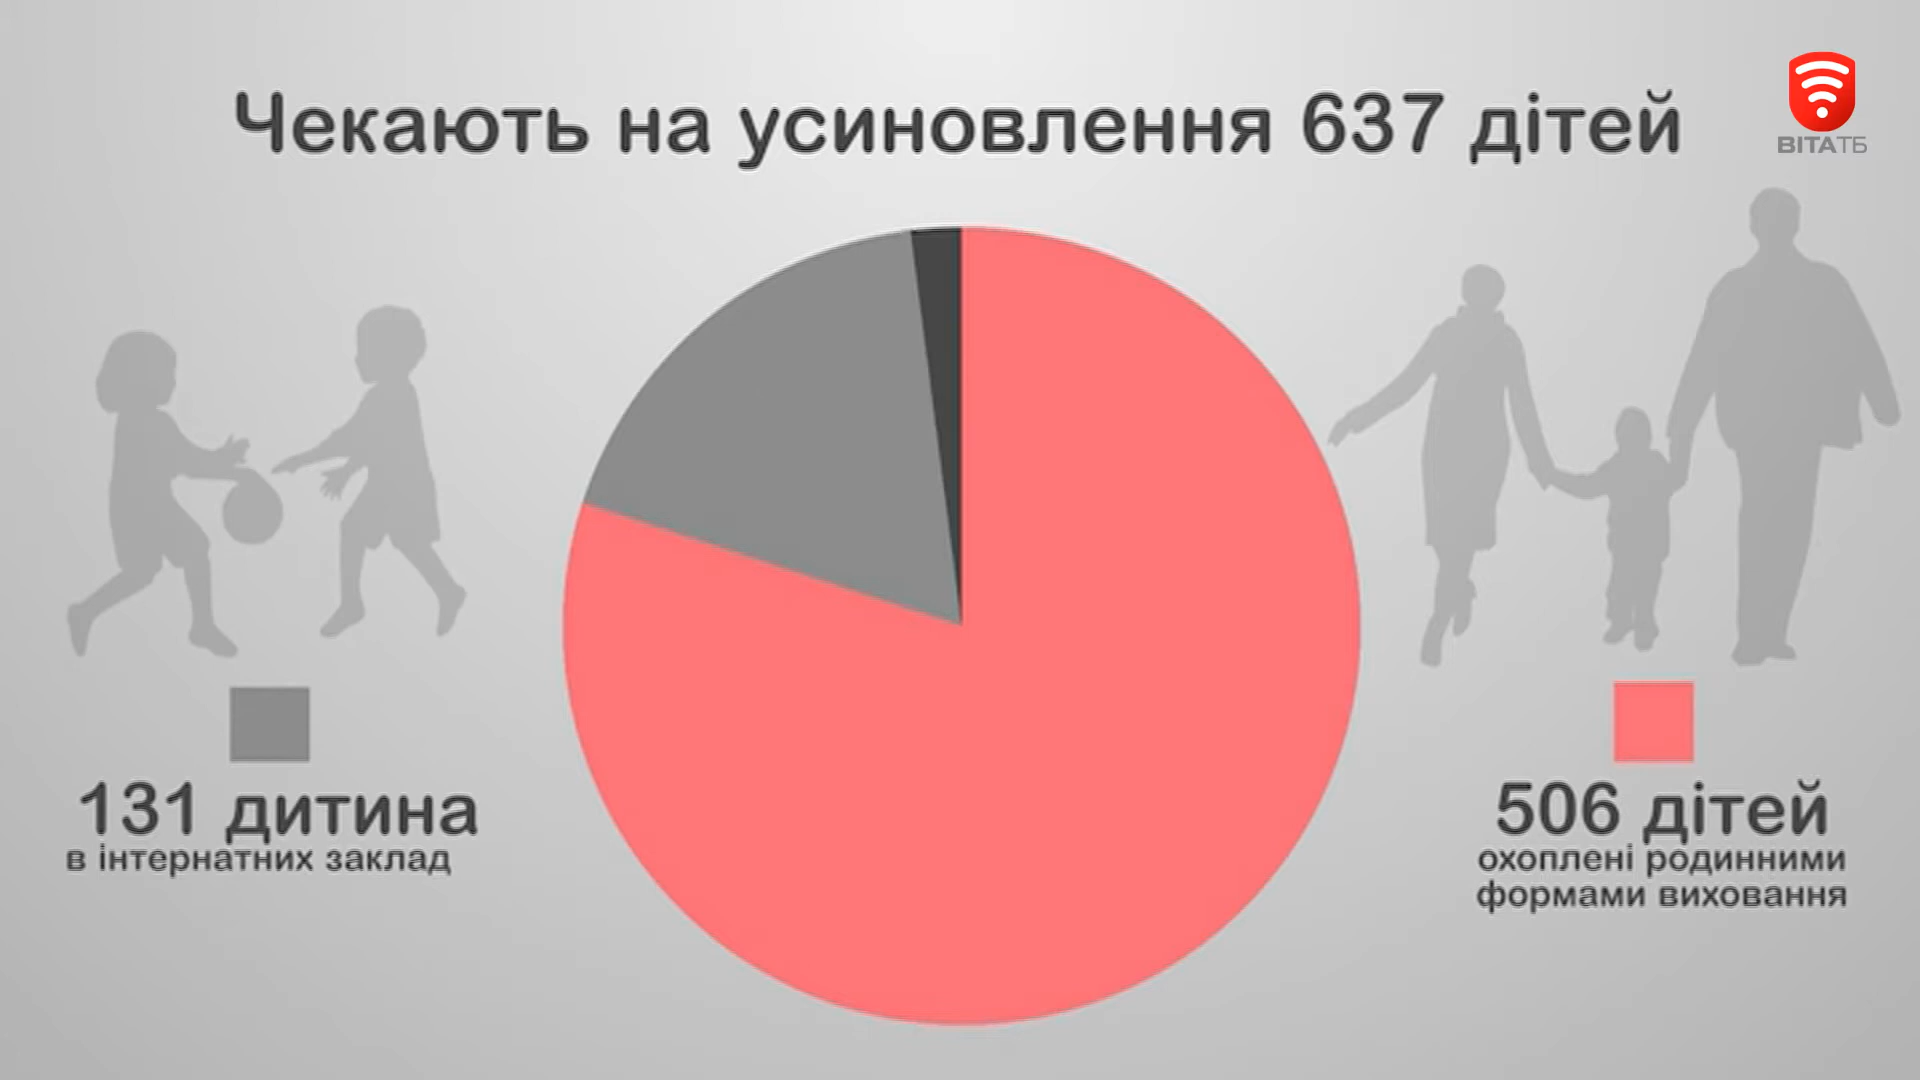 Чекають на усиновлення 637 дітей
ВІТАТБ
131 дитина
в інтернатних заклад
506 дітей
охоплені родинними
формами виховання